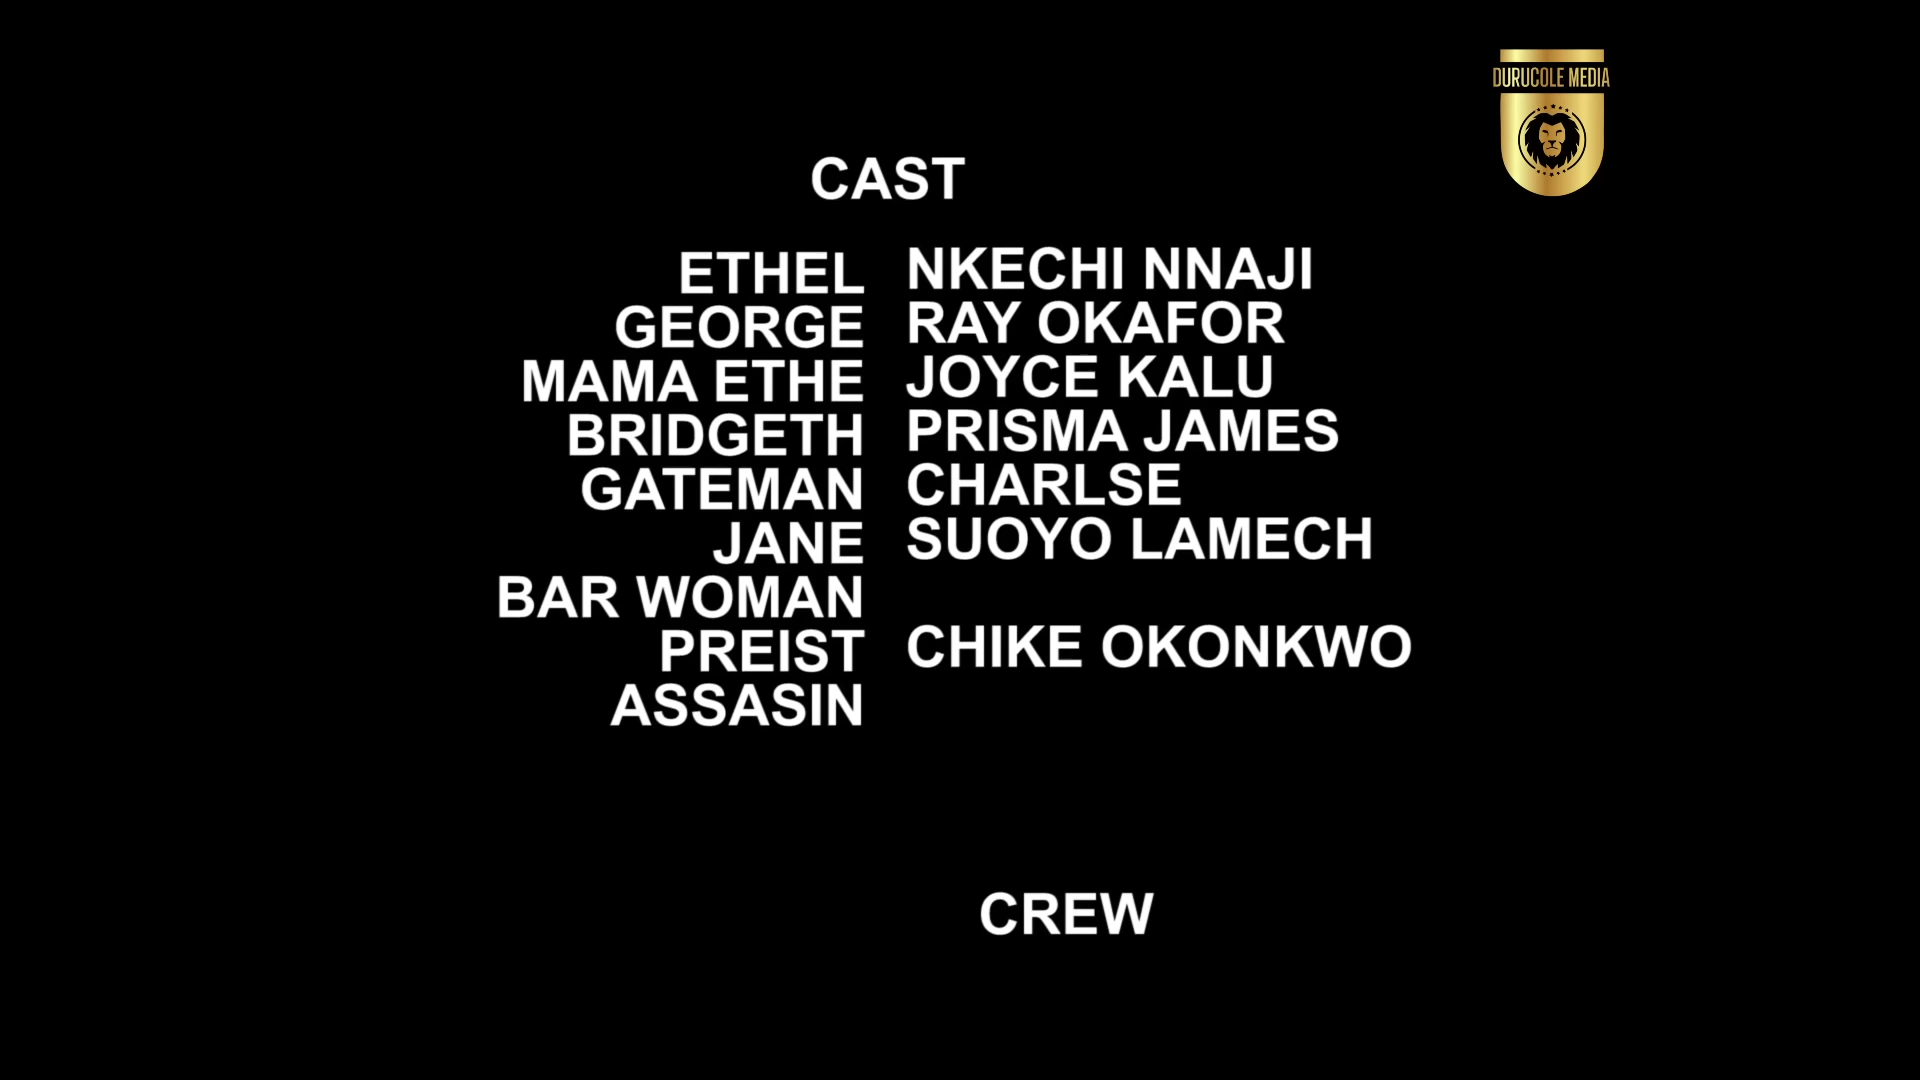 DURUCOLE MEDIA
CAST
ETHEL NKECHI NNAJI
GEORGE RAY OKAFOR
MAMA ETHE JOYCE KALU
BRIDGETH PRISMA JAMES
GATEMAN CHARLSE
JANE SUOYO LAMECH
BAR WOMAN
PREIST CHIKE OKONKWO
ASSASIN
CREW